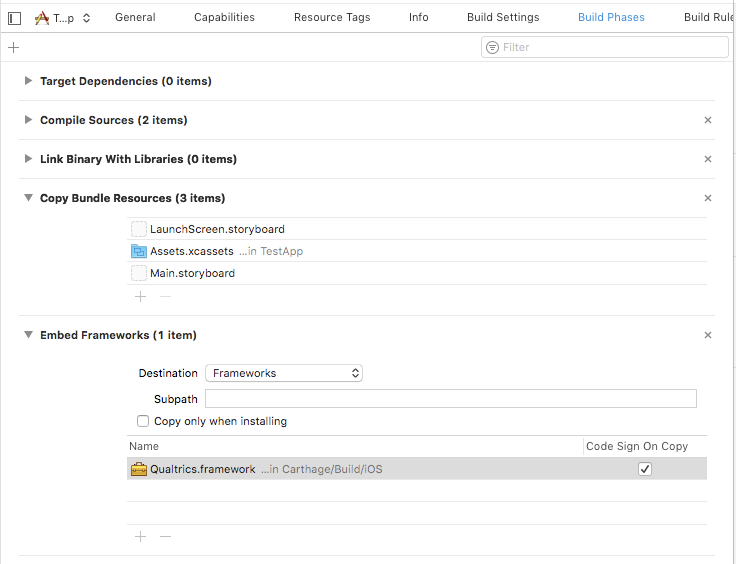 T...p General Capabilities Resource Tags Info Build Settings Build Phases Build Rule
Filter
Target Dependencies (0 items)
Compile Sources (2 items)
Link Binary With Libraries (0 items)
Copy Bundle Resources (3 items)
LaunchScreen.storyboard
Assets.xcassets ...in TestApp
Main.storyboard
Embed Frameworks (1 item)
Destination Frameworks
Subpath
Copy only when installing
Name Code Sign On Copy
Qualtrics.framework ...in Carthage/Build/iOS